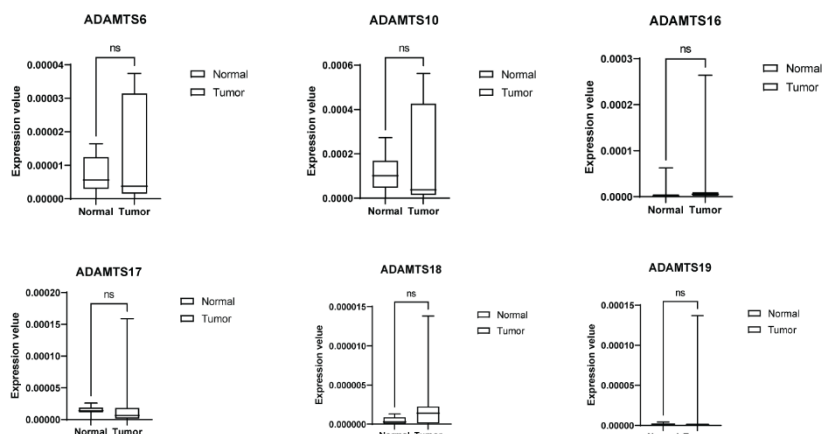 ADAMTS6
ns
0.00004
0.00003
0.00002
0.00001
0.00000
Expression velue
Normal Tumor
Normal
Tumor
ADAMTS10
ns
0.0006
0.0004
0.0002
0.0000
Expression velue
Normal Tumor
Normal
Tumor
ADAMTS16
ns
0.0003
0.0002
0.0001
0.0000
Expression velue
Normal Tumor
Normal
Tumor
ADAMTS17
ns
0.00020
0.00015
0.00010
0.00005
0.00000
Expression velue
Normal Tumor
Normal
Tumor
ADAMTS18
ns
0.000015
0.000010
0.000005
0.000000
Expression velue
Normal Tumor
Normal
Tumor
ADAMTS19
ns
0.00015
0.00010
0.00005
0.00000
Expression velue
Normal Tumor
Normal
Tumor